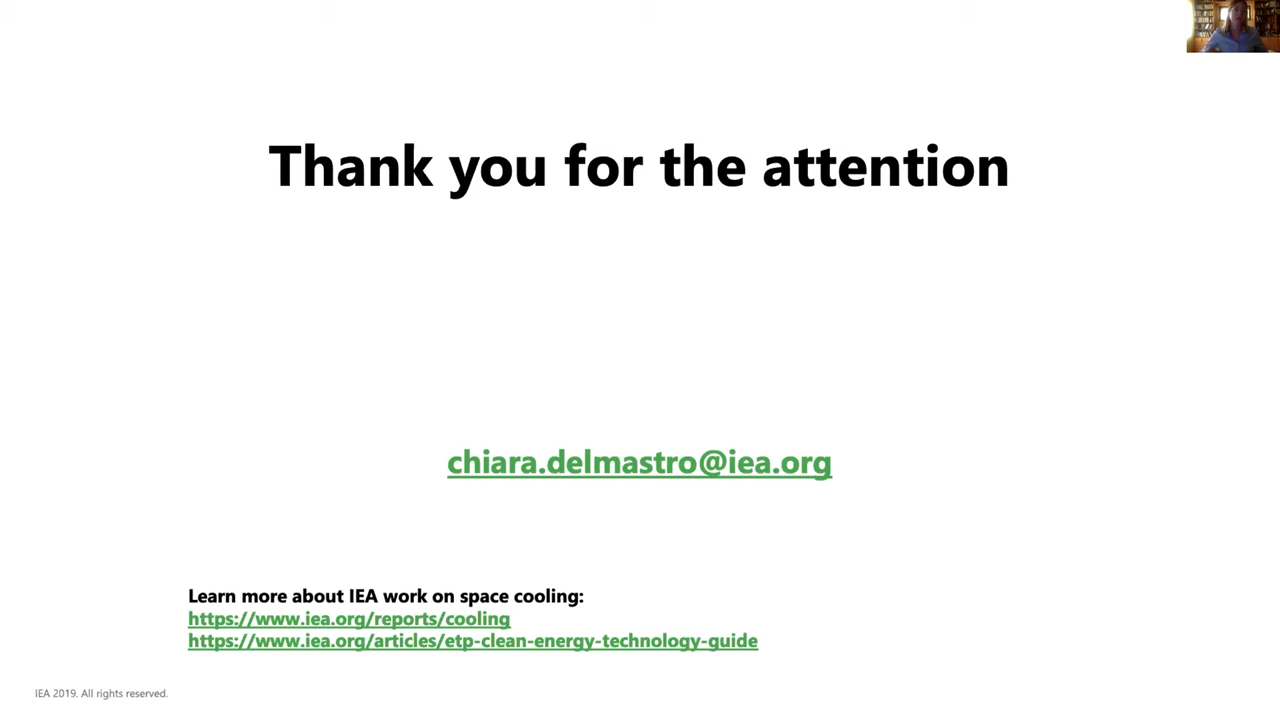 Thank you for the attention
chiara.delmastro@iea.org
Learn more about IEA work on space cooling:
https://www.iea.org/reports/cooling
https://www.iea.org/articles/etp-clean-energy-technology-guide
IEA 2019. All rights reserved.